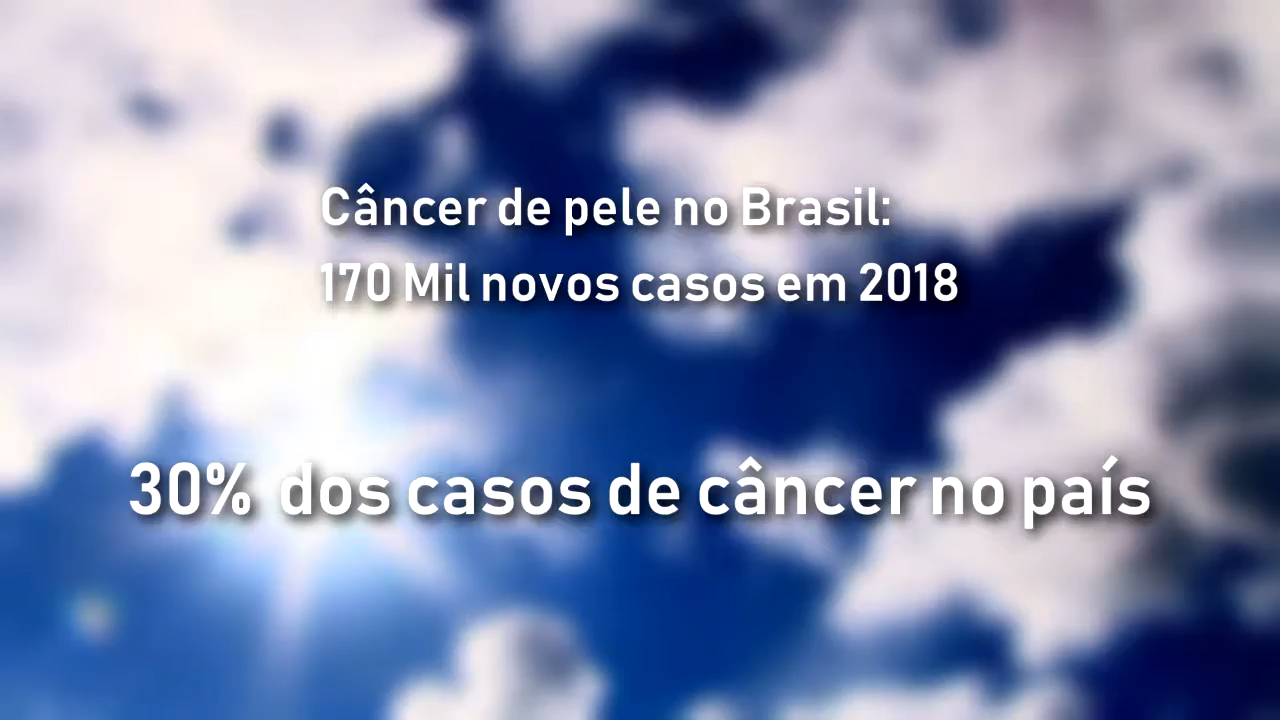 Câncer de pele no Brasil:
170 Mil novos casos em 2018
30% dos casos de câncer no país